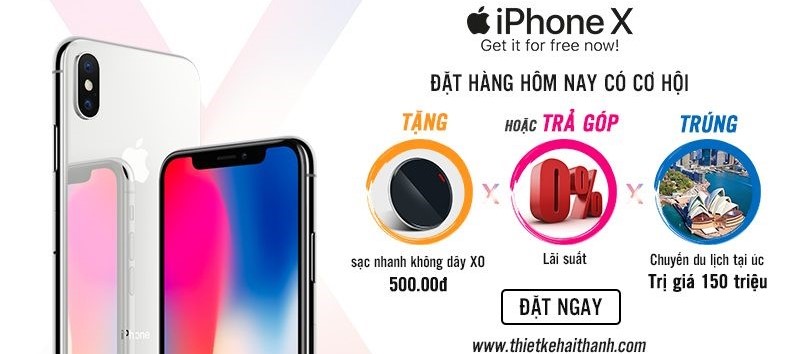 iPhone X
Get it for free now!
ĐẶT HÀNG HÔM NAY CÓ CƠ HỘI
TẶNG
HOẶC TRẢ GÓP
TRÚNG
0%
sạc nhanh không dây XO
500.00đ
Lãi suất
Chuyến du lịch tại úc
Trị giá 150 triệu
ĐẶT NGAY
www.thietkehaithanh.com
iPhone